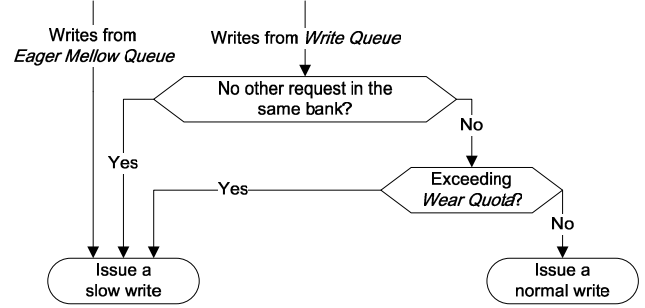 Writes from
Eager Mellow Queue
Writes from Write Queue
No other request in the
same bank?
Yes
No
Exceeding
Wear Quota?
Yes
No
Issue a
slow write
Issue a
normal write